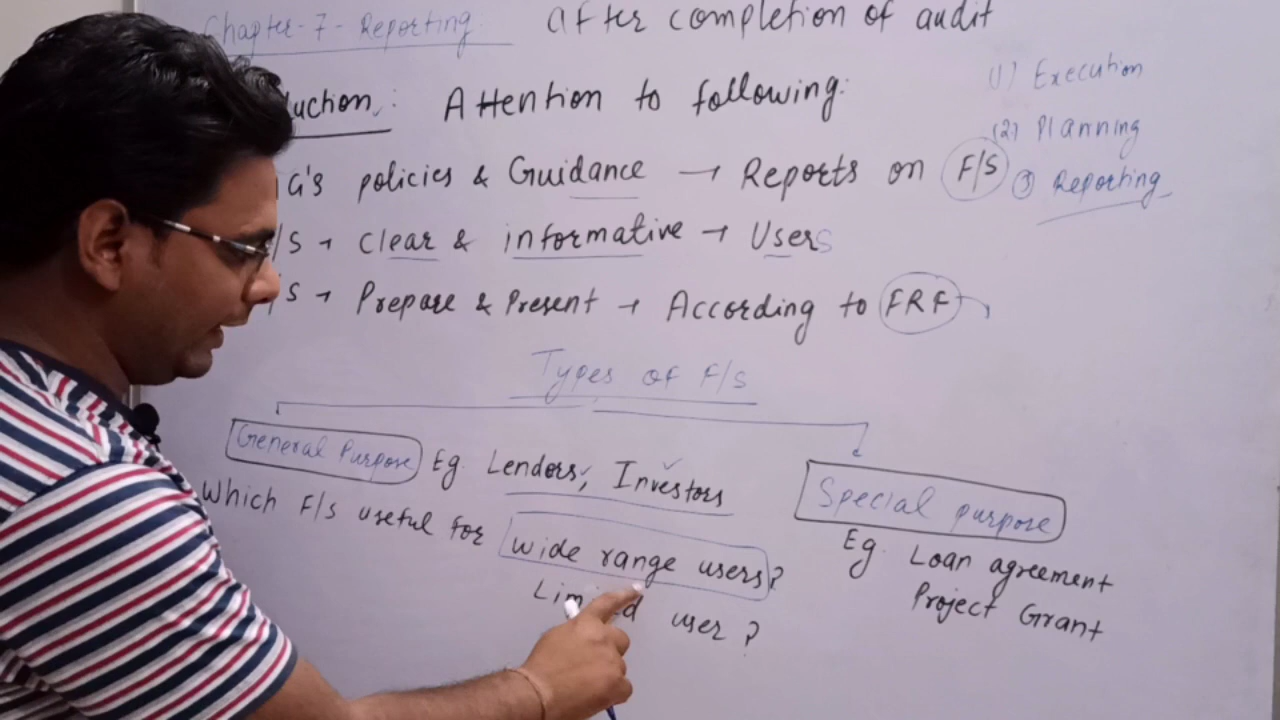 Chapter-7- Reporting. After completion of audit
duction: Attention to following:
(1) Execution
(2) Planning
(3) Reporting
G's policies & Guidance → Reports on F/S
/S → clear & informative → Users
/S → Prepare & Present → According to FRF
Types of F/S
General Purpose Eg. Lenders, Investors
Special purpose
Which F/s useful for wide range users?
Eg. Loan agreement
Project Grant
user ?